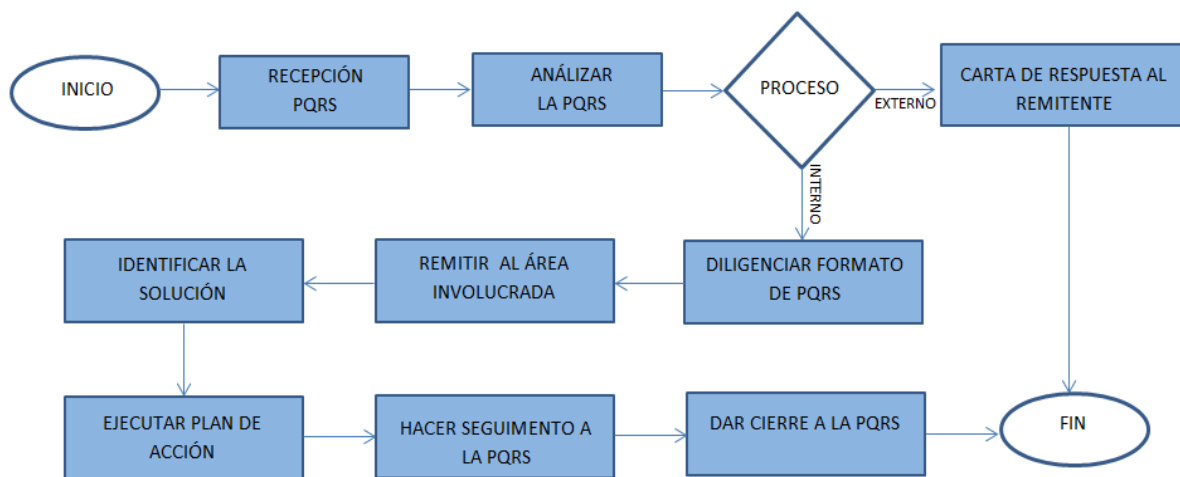 INICIO
RECEPCIÓN
PQRS
ANÁLIZAR
LA PQRS
PROCESO
EXTERNO
CARTA DE RESPUESTA AL
REMITENTE
INTERNO
DILIGENCIAR FORMATO
DE PQRS
REMITIR AL ÁREA
INVOLUCRADA
IDENTIFICAR LA
SOLUCIÓN
EJECUTAR PLAN DE
ACCIÓN
HACER SEGUIMENTO A
LA PQRS
DAR CIERRE A LA PQRS
FIN